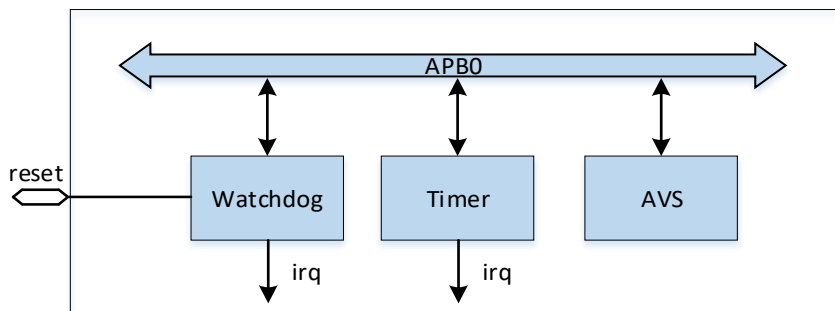 APB0
reset
Watchdog
Timer
AVS
irq
irq